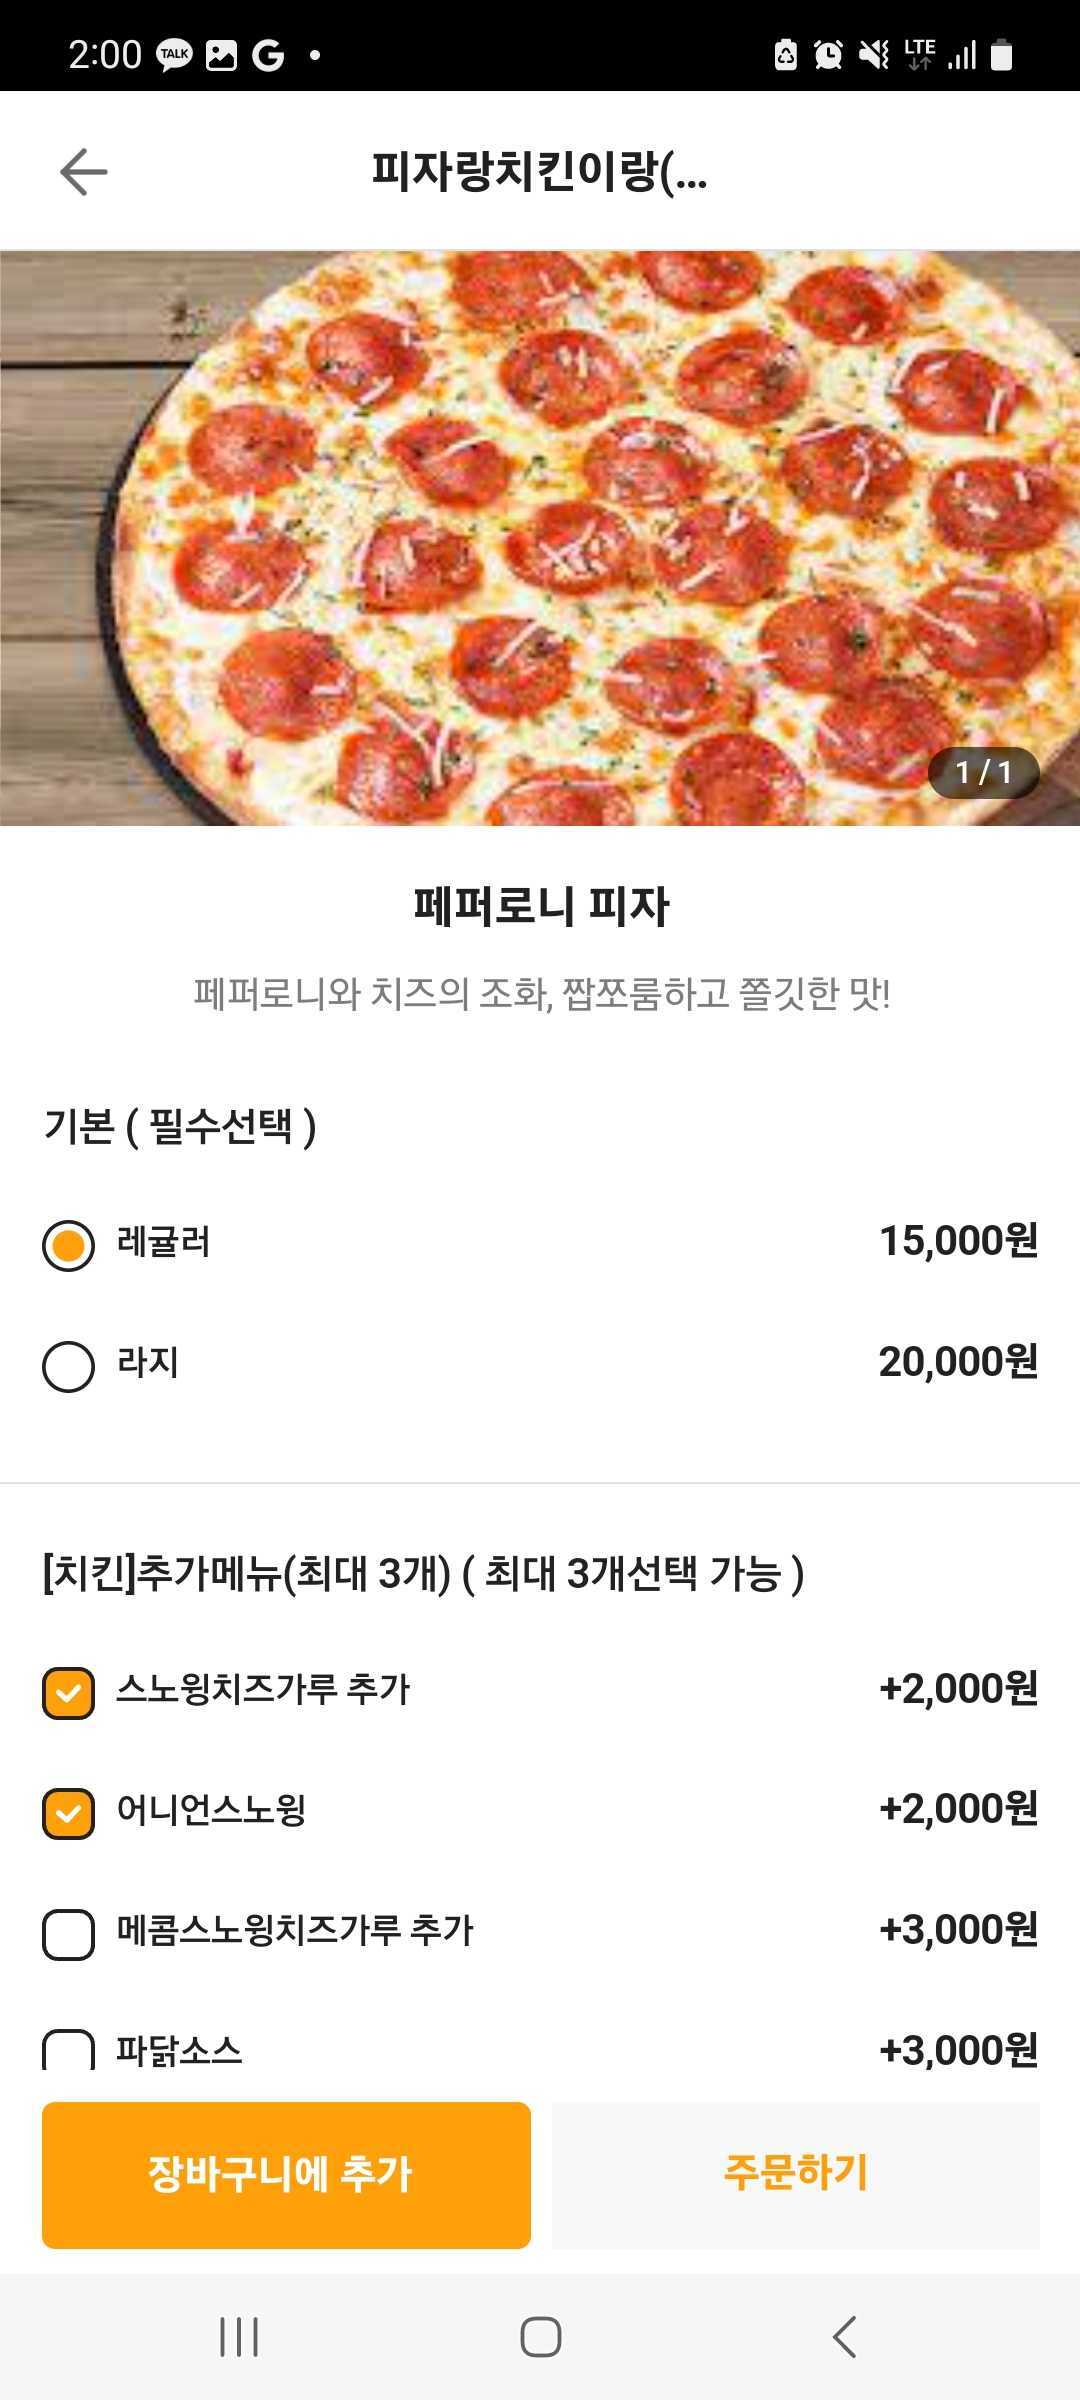 2:00 TALK G LTE
피자랑치킨이랑(...
1 / 1
페퍼로니 피자
페퍼로니와 치즈의 조화, 짭쪼룸하고 쫄깃한 맛!
기본 ( 필수선택 )
레귤러 15,000원
라지 20,000원
[치킨]추가메뉴(최대 3개) ( 최대 3개선택 가능 )
스노윙치즈가루 추가 +2,000원
어니언스노윙 +2,000원
메콤스노윙치즈가루 추가 +3,000원
파닭소스 +3,000원
장바구니에 추가 주문하기